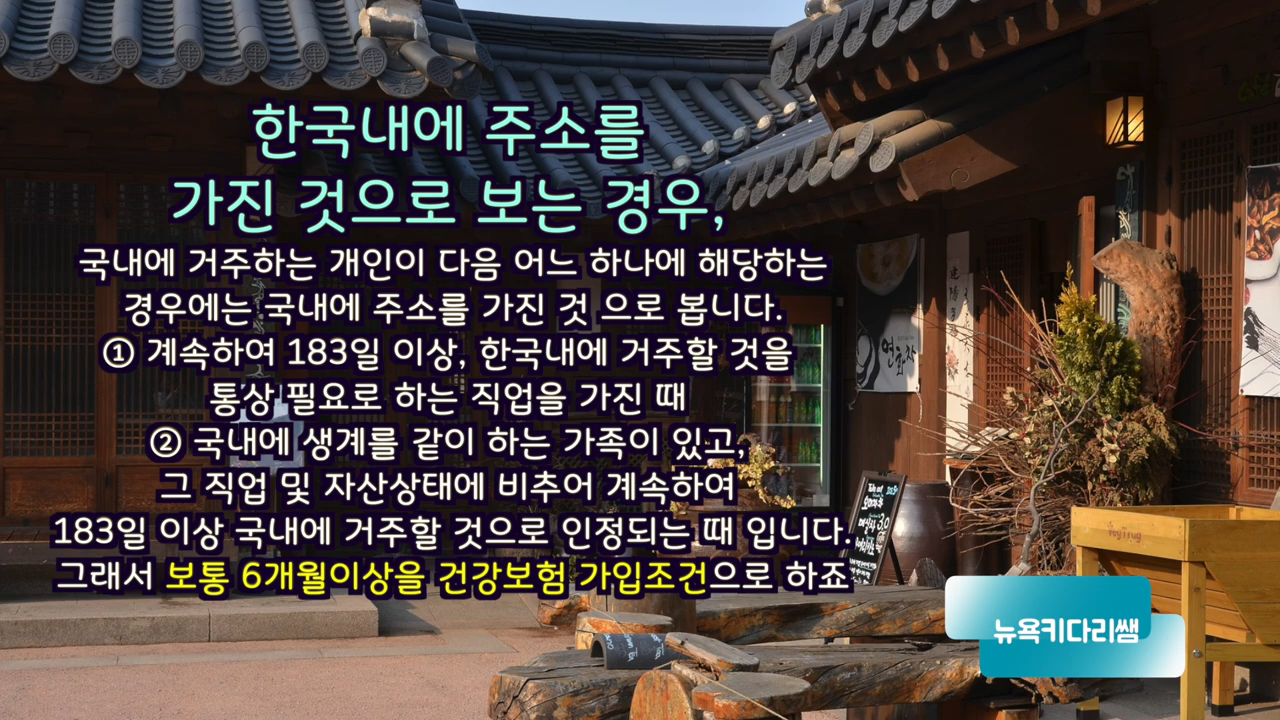 한국내에 주소를
가진 것으로 보는 경우,
국내에 거주하는 개인이 다음 어느 하나에 해당하는
경우에는 국내에 주소를 가진 것 으로 봅니다.
① 계속하여 183일 이상, 한국내에 거주할 것을
통상 필요로 하는 직업을 가진 때
② 국내에 생계를 같이 하는 가족이 있고,
그 직업 및 자산상태에 비추어 계속하여
183일 이상 국내에 거주할 것으로 인정되는 때 입니다.
그래서 보통 6개월이상을 건강보험 가입조건으로 하죠
연화차
Take out
뉴욕키다리쌤